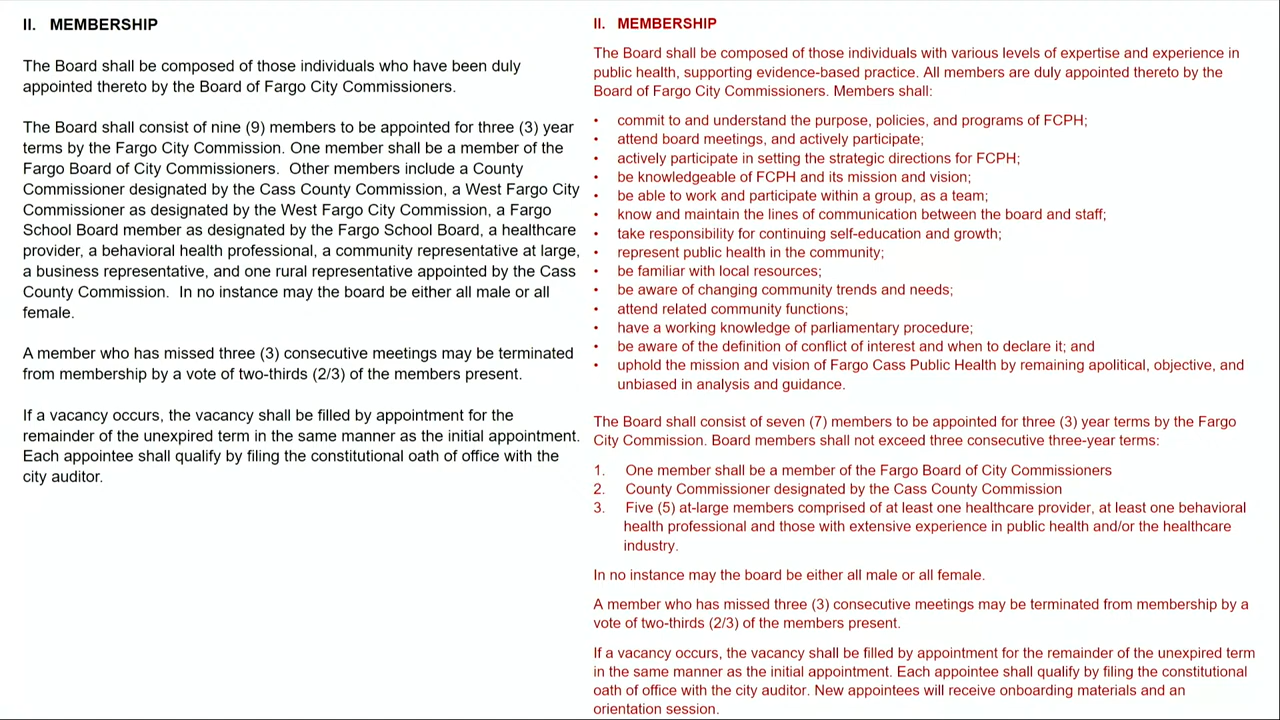 II. MEMBERSHIP
The Board shall be composed of those individuals who have been duly
appointed thereto by the Board of Fargo City Commissioners.
The Board shall consist of nine (9) members to be appointed for three (3) year
terms by the Fargo City Commission. One member shall be a member of the
Fargo Board of City Commissioners. Other members include a County
Commissioner designated by the Cass County Commission, a West Fargo City
Commissioner as designated by the West Fargo City Commission, a Fargo
School Board member as designated by the Fargo School Board, a healthcare
provider, a behavioral health professional, a community representative at large,
a business representative, and one rural representative appointed by the Cass
County Commission. In no instance may the board be either all male or all
female.
A member who has missed three (3) consecutive meetings may be terminated
from membership by a vote of two-thirds (2/3) of the members present.
If a vacancy occurs, the vacancy shall be filled by appointment for the
remainder of the unexpired term in the same manner as the initial appointment.
Each appointee shall qualify by filing the constitutional oath of office with the
city auditor.
II. MEMBERSHIP
The Board shall be composed of those individuals with various levels of expertise and experience in
public health, supporting evidence-based practice. All members are duly appointed thereto by the
Board of Fargo City Commissioners. Members shall:
• commit to and understand the purpose, policies, and programs of FCPH;
• attend board meetings, and actively participate;
• actively participate in setting the strategic directions for FCPH;
• be knowledgeable of FCPH and its mission and vision;
• be able to work and participate within a group, as a team;
• know and maintain the lines of communication between the board and staff;
• take responsibility for continuing self-education and growth;
• represent public health in the community;
• be familiar with local resources;
• be aware of changing community trends and needs;
• attend related community functions;
• have a working knowledge of parliamentary procedure;
• be aware of the definition of conflict of interest and when to declare it; and
• uphold the mission and vision of Fargo Cass Public Health by remaining apolitical, objective, and
unbiased in analysis and guidance.
The Board shall consist of seven (7) members to be appointed for three (3) year terms by the Fargo
City Commission. Board members shall not exceed three consecutive three-year terms:
1. One member shall be a member of the Fargo Board of City Commissioners
2. County Commissioner designated by the Cass County Commission
3. Five (5) at-large members comprised of at least one healthcare provider, at least one behavioral
health professional and those with extensive experience in public health and/or the healthcare
industry.
In no instance may the board be either all male or all female.
A member who has missed three (3) consecutive meetings may be terminated from membership by a
vote of two-thirds (2/3) of the members present.
If a vacancy occurs, the vacancy shall be filled by appointment for the remainder of the unexpired term
in the same manner as the initial appointment. Each appointee shall qualify by filing the constitutional
oath of office with the city auditor. New appointees will receive onboarding materials and an
orientation session.